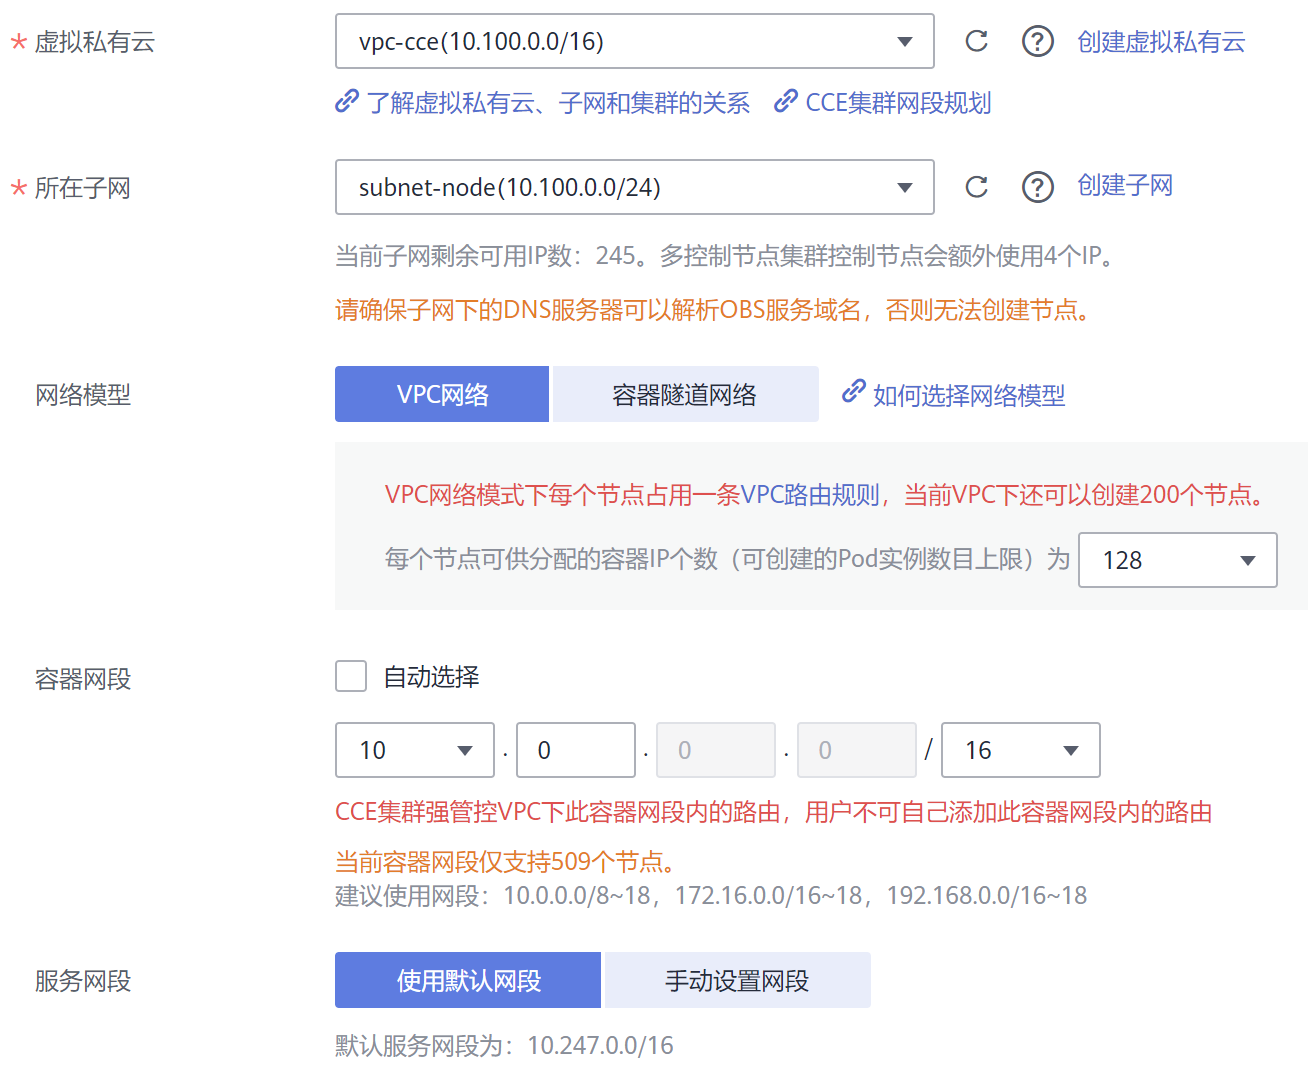 * 虚拟私有云 vpc-cce(10.100.0.0/16) ? 创建虚拟私有云
了解虚拟私有云、子网和集群的关系 CCE集群网段规划
* 所在子网 subnet-node(10.100.0.0/24) ? 创建子网
当前子网剩余可用IP数：245。多控制节点集群控制节点会额外使用4个IP。
请确保子网下的DNS服务器可以解析OBS服务域名，否则无法创建节点。
网络模型 VPC网络 容器隧道网络 如何选择网络模型
VPC网络模式下每个节点占用一条VPC路由规则，当前VPC下还可以创建200个节点。
每个节点可供分配的容器IP个数（可创建的Pod实例数目上限）为 128
容器网段 自动选择
10 . 0 . 0 . 0 / 16
CCE集群强管控VPC下此容器网段内的路由，用户不可自己添加此容器网段内的路由
当前容器网段仅支持509个节点。
建议使用网段：10.0.0.0/8~18，172.16.0.0/16~18，192.168.0.0/16~18
服务网段 使用默认网段 手动设置网段
默认服务网段为：10.247.0.0/16